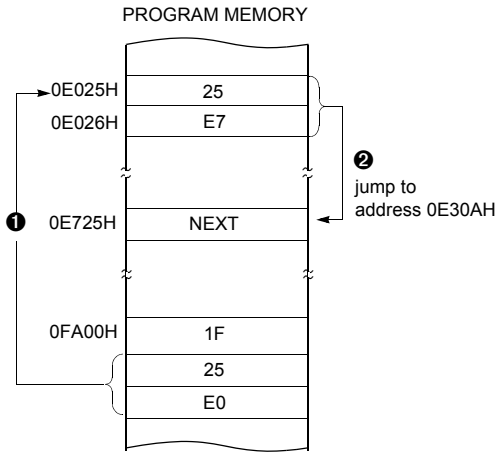 PROGRAM MEMORY
0E025H 25
0E026H E7
❷
jump to
address 0E30AH
❶ 0E725H NEXT
0FA00H 1F
25
E0